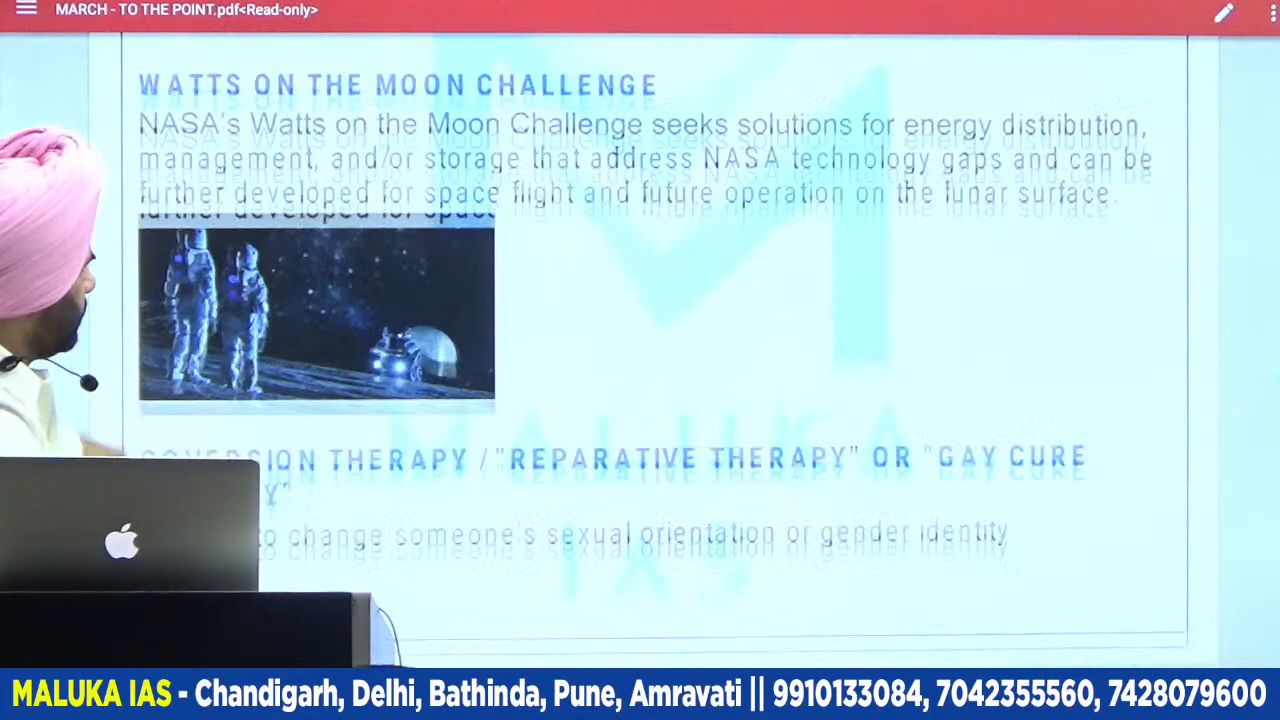 MARCH - TO THE POINT.pdf<Read-only>
WATTS ON THE MOON CHALLENGE
NASA's Watts on the Moon Challenge seeks solutions for energy distribution,
management, and/or storage that address NASA technology gaps and can be
further developed for space flight and future operation on the lunar surface.
THERAPY / "REPARATIVE THERAPY" OR "GAY CURE
to change someone's sexual orientation or gender identity
MALUKA
IAS
MALUKA IAS - Chandigarh, Delhi, Bathinda, Pune, Amravati || 9910133084, 7042355560, 7428079600